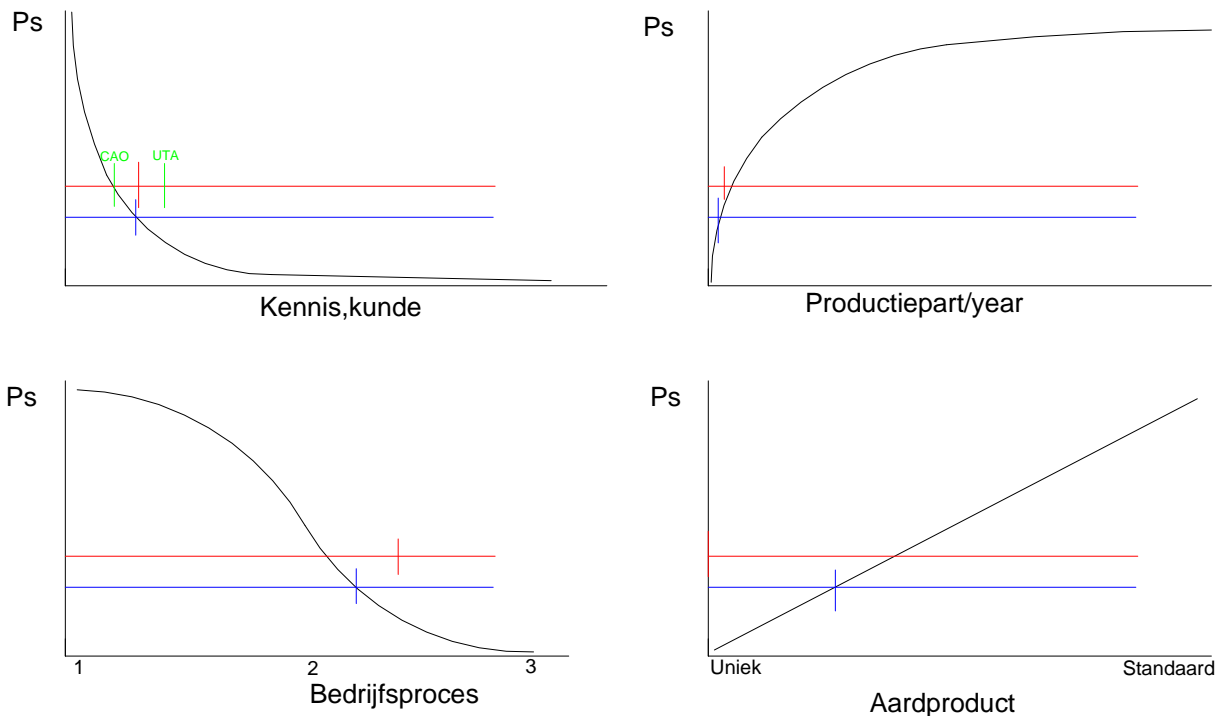 Ps
CAO UTA
Kennis,kunde
Ps
Productiepart/year
Ps
1 2 3
Bedrijfsproces
Ps
Uniek Standaard
Aardproduct